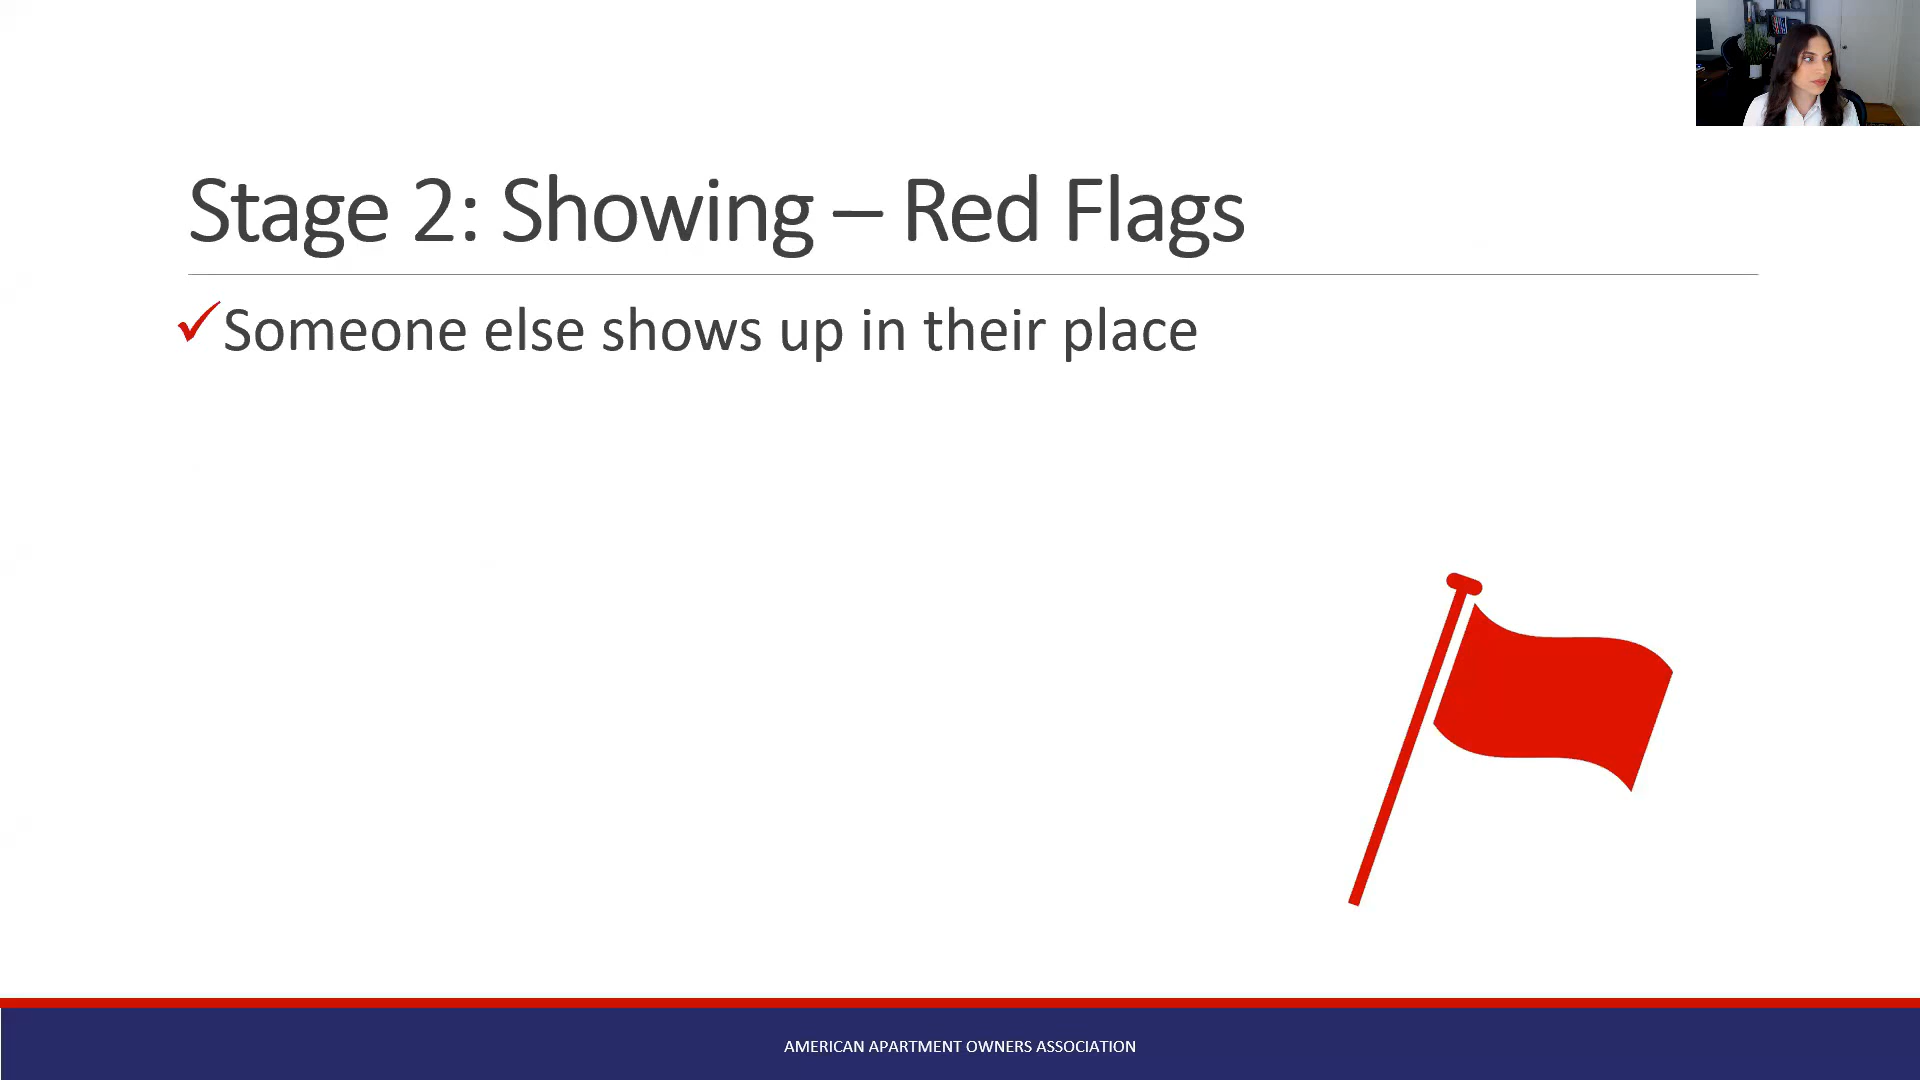 Stage 2: Showing – Red Flags
Someone else shows up in their place
AMERICAN APARTMENT OWNERS ASSOCIATION